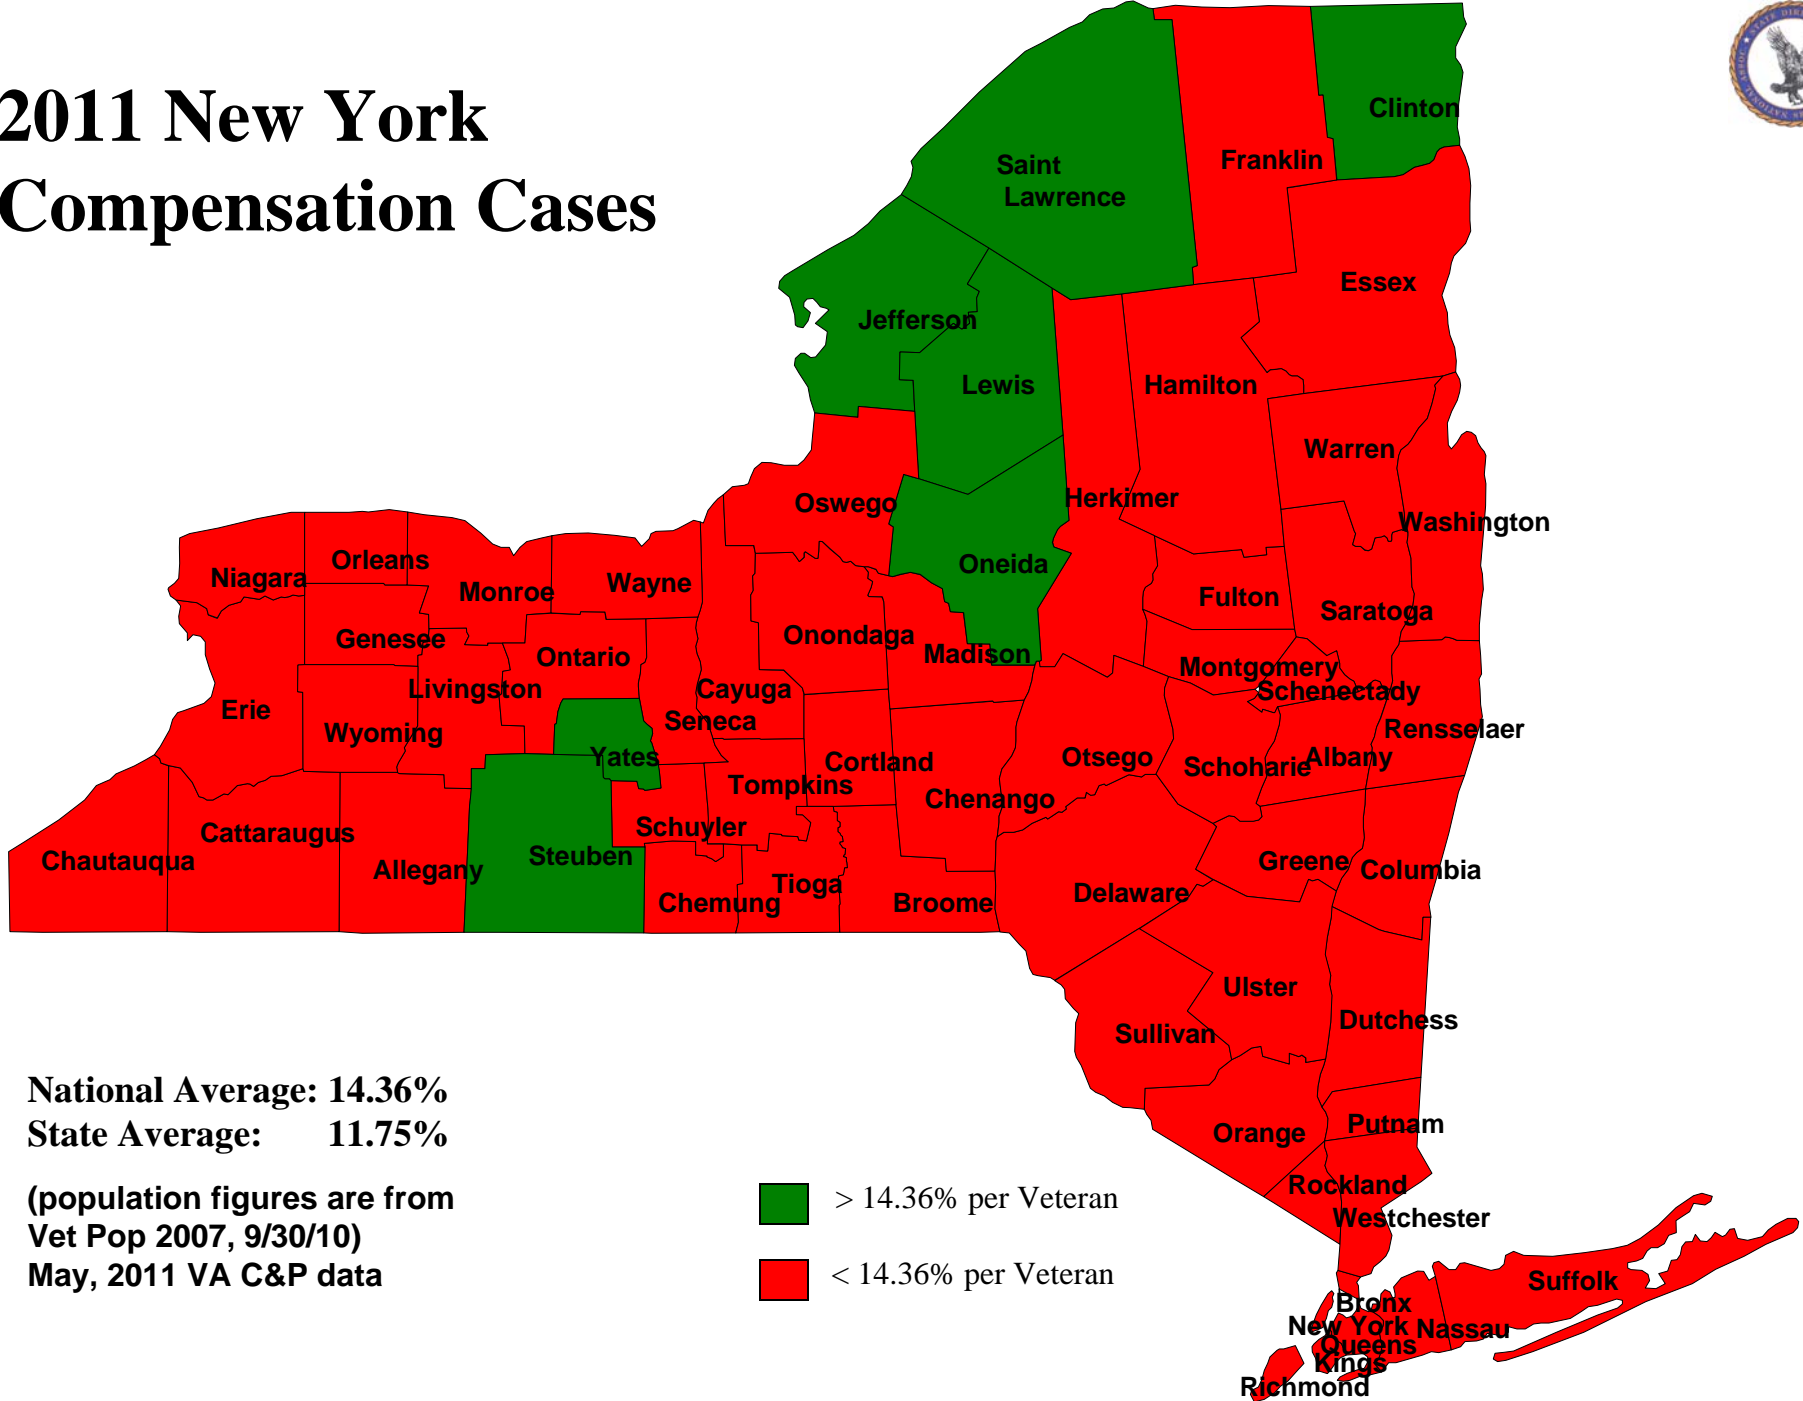 2011 New York
Compensation Cases
Clinton
Franklin
Saint
Lawrence
Essex
Jefferson
Lewis
Hamilton
Warren
Herkimer
Oswego
Washington
Oneida
Orleans
Niagara
Wayne
Monroe
Fulton
Saratoga
Onondaga
Genesee
Madison
Ontario
Montgomery
Livingston
Cayuga
Schenectady
Erie
Seneca
Rensselaer
Wyoming
Yates
Otsego
Albany
Cortland
Schoharie
Tompkins
Chenango
Schuyler
Cattaraugus
Steuben
Chautauqua
Greene
Allegany
Columbia
Tioga
Delaware
Chemung
Broome
Ulster
Dutchess
Sullivan
National Average: 14.36%
State Average: 11.75%
Putnam
Orange
Rockland
(population figures are from
Vet Pop 2007, 9/30/10)
May, 2011 VA C&P data
> 14.36% per Veteran
< 14.36% per Veteran
Westchester
Suffolk
Bronx
New York
Nassau
Queens
Kings
Richmond